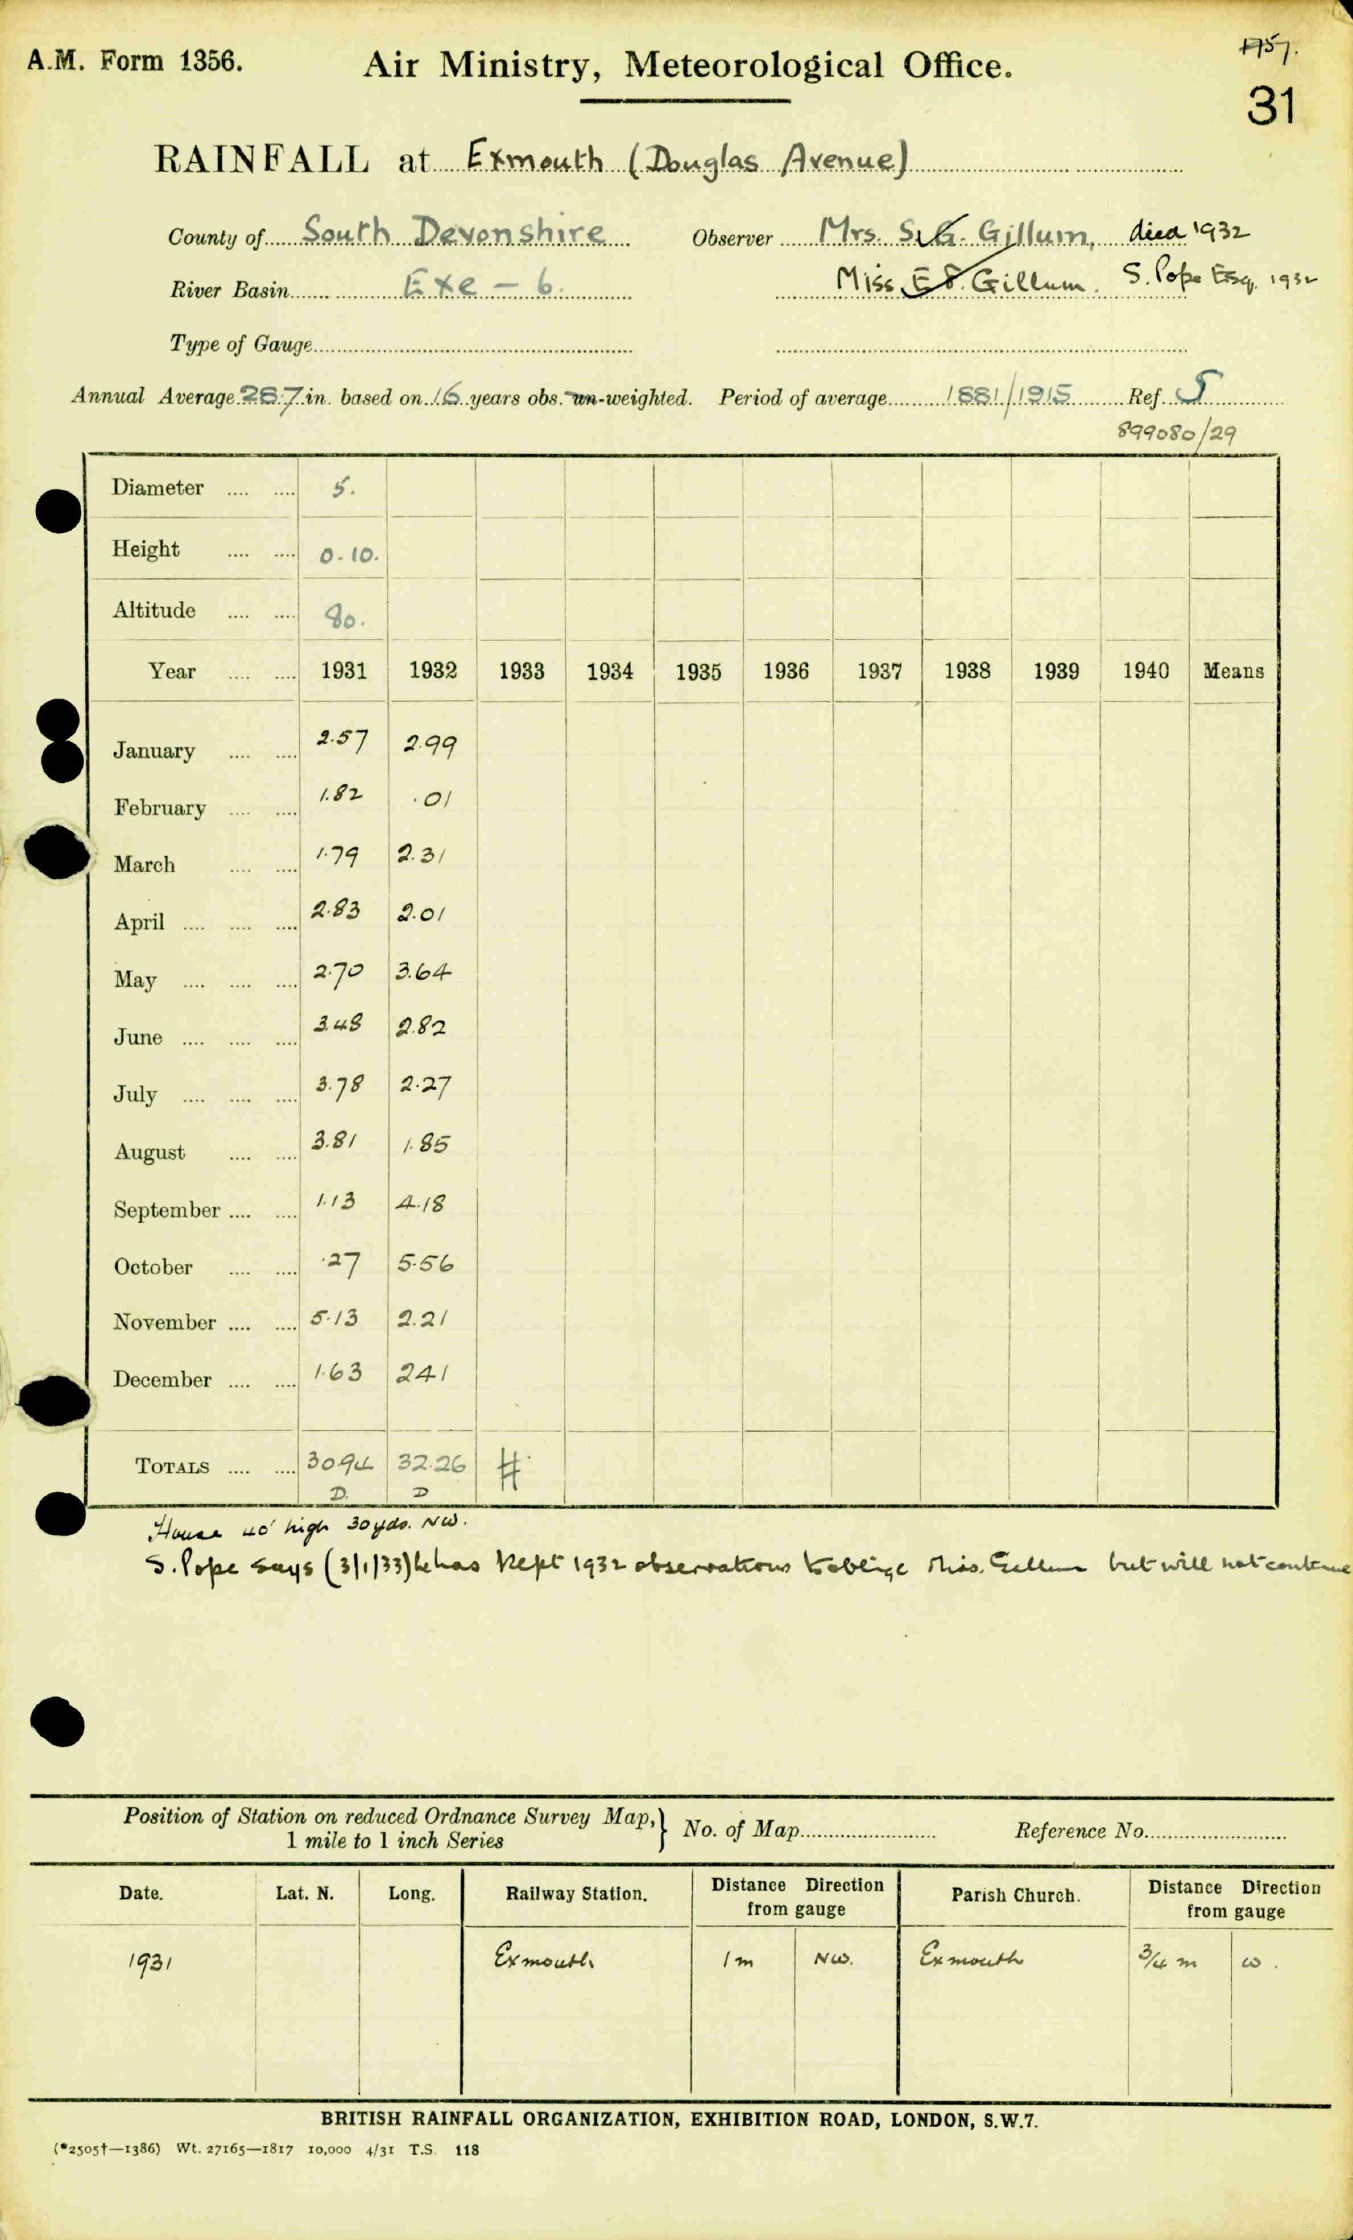 A.M. Form 1356.
Air Ministry, Meteorological Office.
31
RAINFALL at Exmouth (Douglas Avenue)
County of South Devonshire Observer Mrs. S. G. Gillum, died 1932
River Basin Exe - 6. Miss E S. Gillum. S. Pope Esq. 1932
Type of Gauge
Annual Average 28.7 in. based on 16 years obs. un-weighted. Period of average 1881/1915 Ref. S
899080/29
Diameter .... .... 5.
Height .... .... 0-10.
Altitude .... .... 80.
Year .... .... 1931 1932 1933 1934 1935 1936 1937 1938 1939 1940 Means
January .... .... 2.57 2.99
February .... .... 1.82 .01
March .... .... 1.79 2.31
April .... .... .... 2.83 2.01
May .... .... .... 2.70 3.64
June .... .... .... 3.48 2.82
July .... .... .... 3.78 2.27
August .... .... 3.81 1.85
September .... .... 1.13 4.18
October .... .... .27 5.56
November .... .... 5.13 2.21
December .... .... 1.63 2.41
TOTALS .... .... 30.94 32.26 #
D. D
House 40' high 30 yds. NW.
S. Pope says (3/1/33) he has kept 1932 observations to oblige Miss. Gillum but will not continue
Position of Station on reduced Ordnance Survey Map, } No. of Map Reference No.
1 mile to 1 inch Series
Date. Lat. N. Long. Railway Station. Distance Direction from gauge Parish Church. Distance Direction from gauge
1931 Exmouth 1 m NW. Exmouth 3/4 m W.
BRITISH RAINFALL ORGANIZATION, EXHIBITION ROAD, LONDON, S.W.7.
(*2505†—1386) Wt. 27165—1817 10,000 4/31 T.S. 118